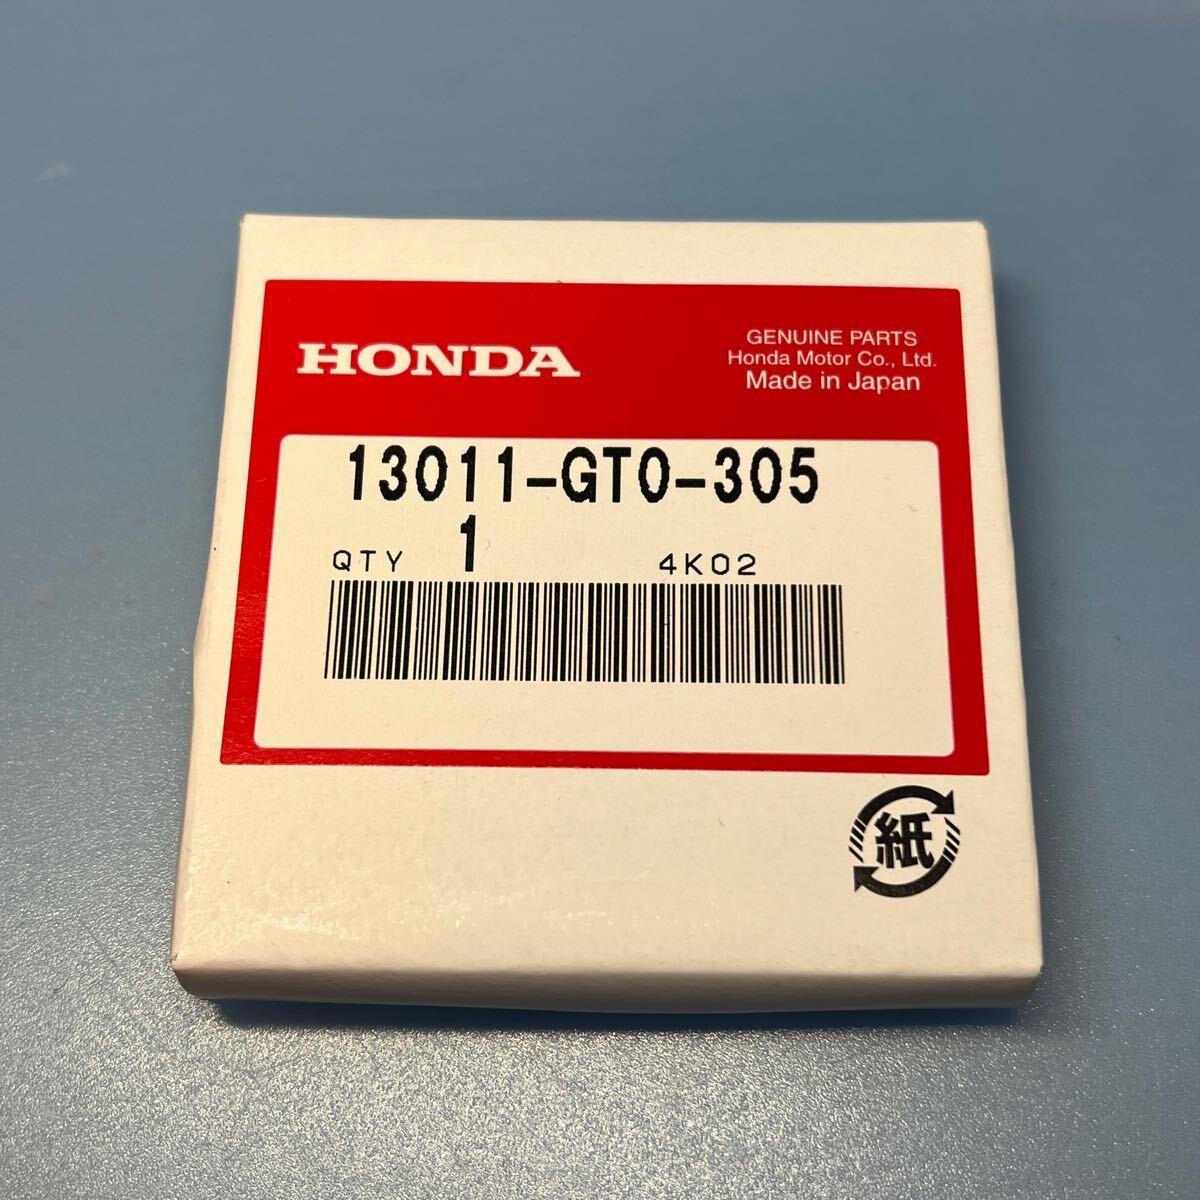 HONDA
GENUINE PARTS
Honda Motor Co., Ltd.
Made in Japan
13011-GT0-305
QTY 1 4K02
紙